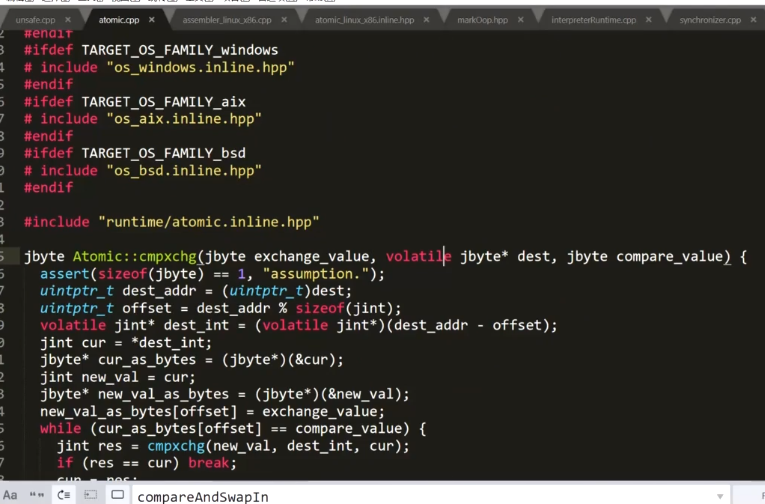 unsafe.cpp × atomic.cpp × assembler_linux_x86.cpp × atomic_linux_x86.inline.hpp × markOop.hpp × interpreterRuntime.cpp × synchronizer.cpp ×
#endif
#ifdef TARGET_OS_FAMILY_windows
# include "os_windows.inline.hpp"
#endif
#ifdef TARGET_OS_FAMILY_aix
# include "os_aix.inline.hpp"
#endif
#ifdef TARGET_OS_FAMILY_bsd
# include "os_bsd.inline.hpp"
#endif
#include "runtime/atomic.inline.hpp"
jbyte Atomic::cmpxchg(jbyte exchange_value, volatile jbyte* dest, jbyte compare_value) {
assert(sizeof(jbyte) == 1, "assumption.");
uintptr_t dest_addr = (uintptr_t)dest;
uintptr_t offset = dest_addr % sizeof(jint);
volatile jint* dest_int = (volatile jint*)(dest_addr - offset);
jint cur = *dest_int;
jbyte* cur_as_bytes = (jbyte*)(&cur);
jint new_val = cur;
jbyte* new_val_as_bytes = (jbyte*)(&new_val);
new_val_as_bytes[offset] = exchange_value;
while (cur_as_bytes[offset] == compare_value) {
jint res = cmpxchg(new_val, dest_int, cur);
if (res == cur) break;
cur = res;
Aa "" compareAndSwapIn